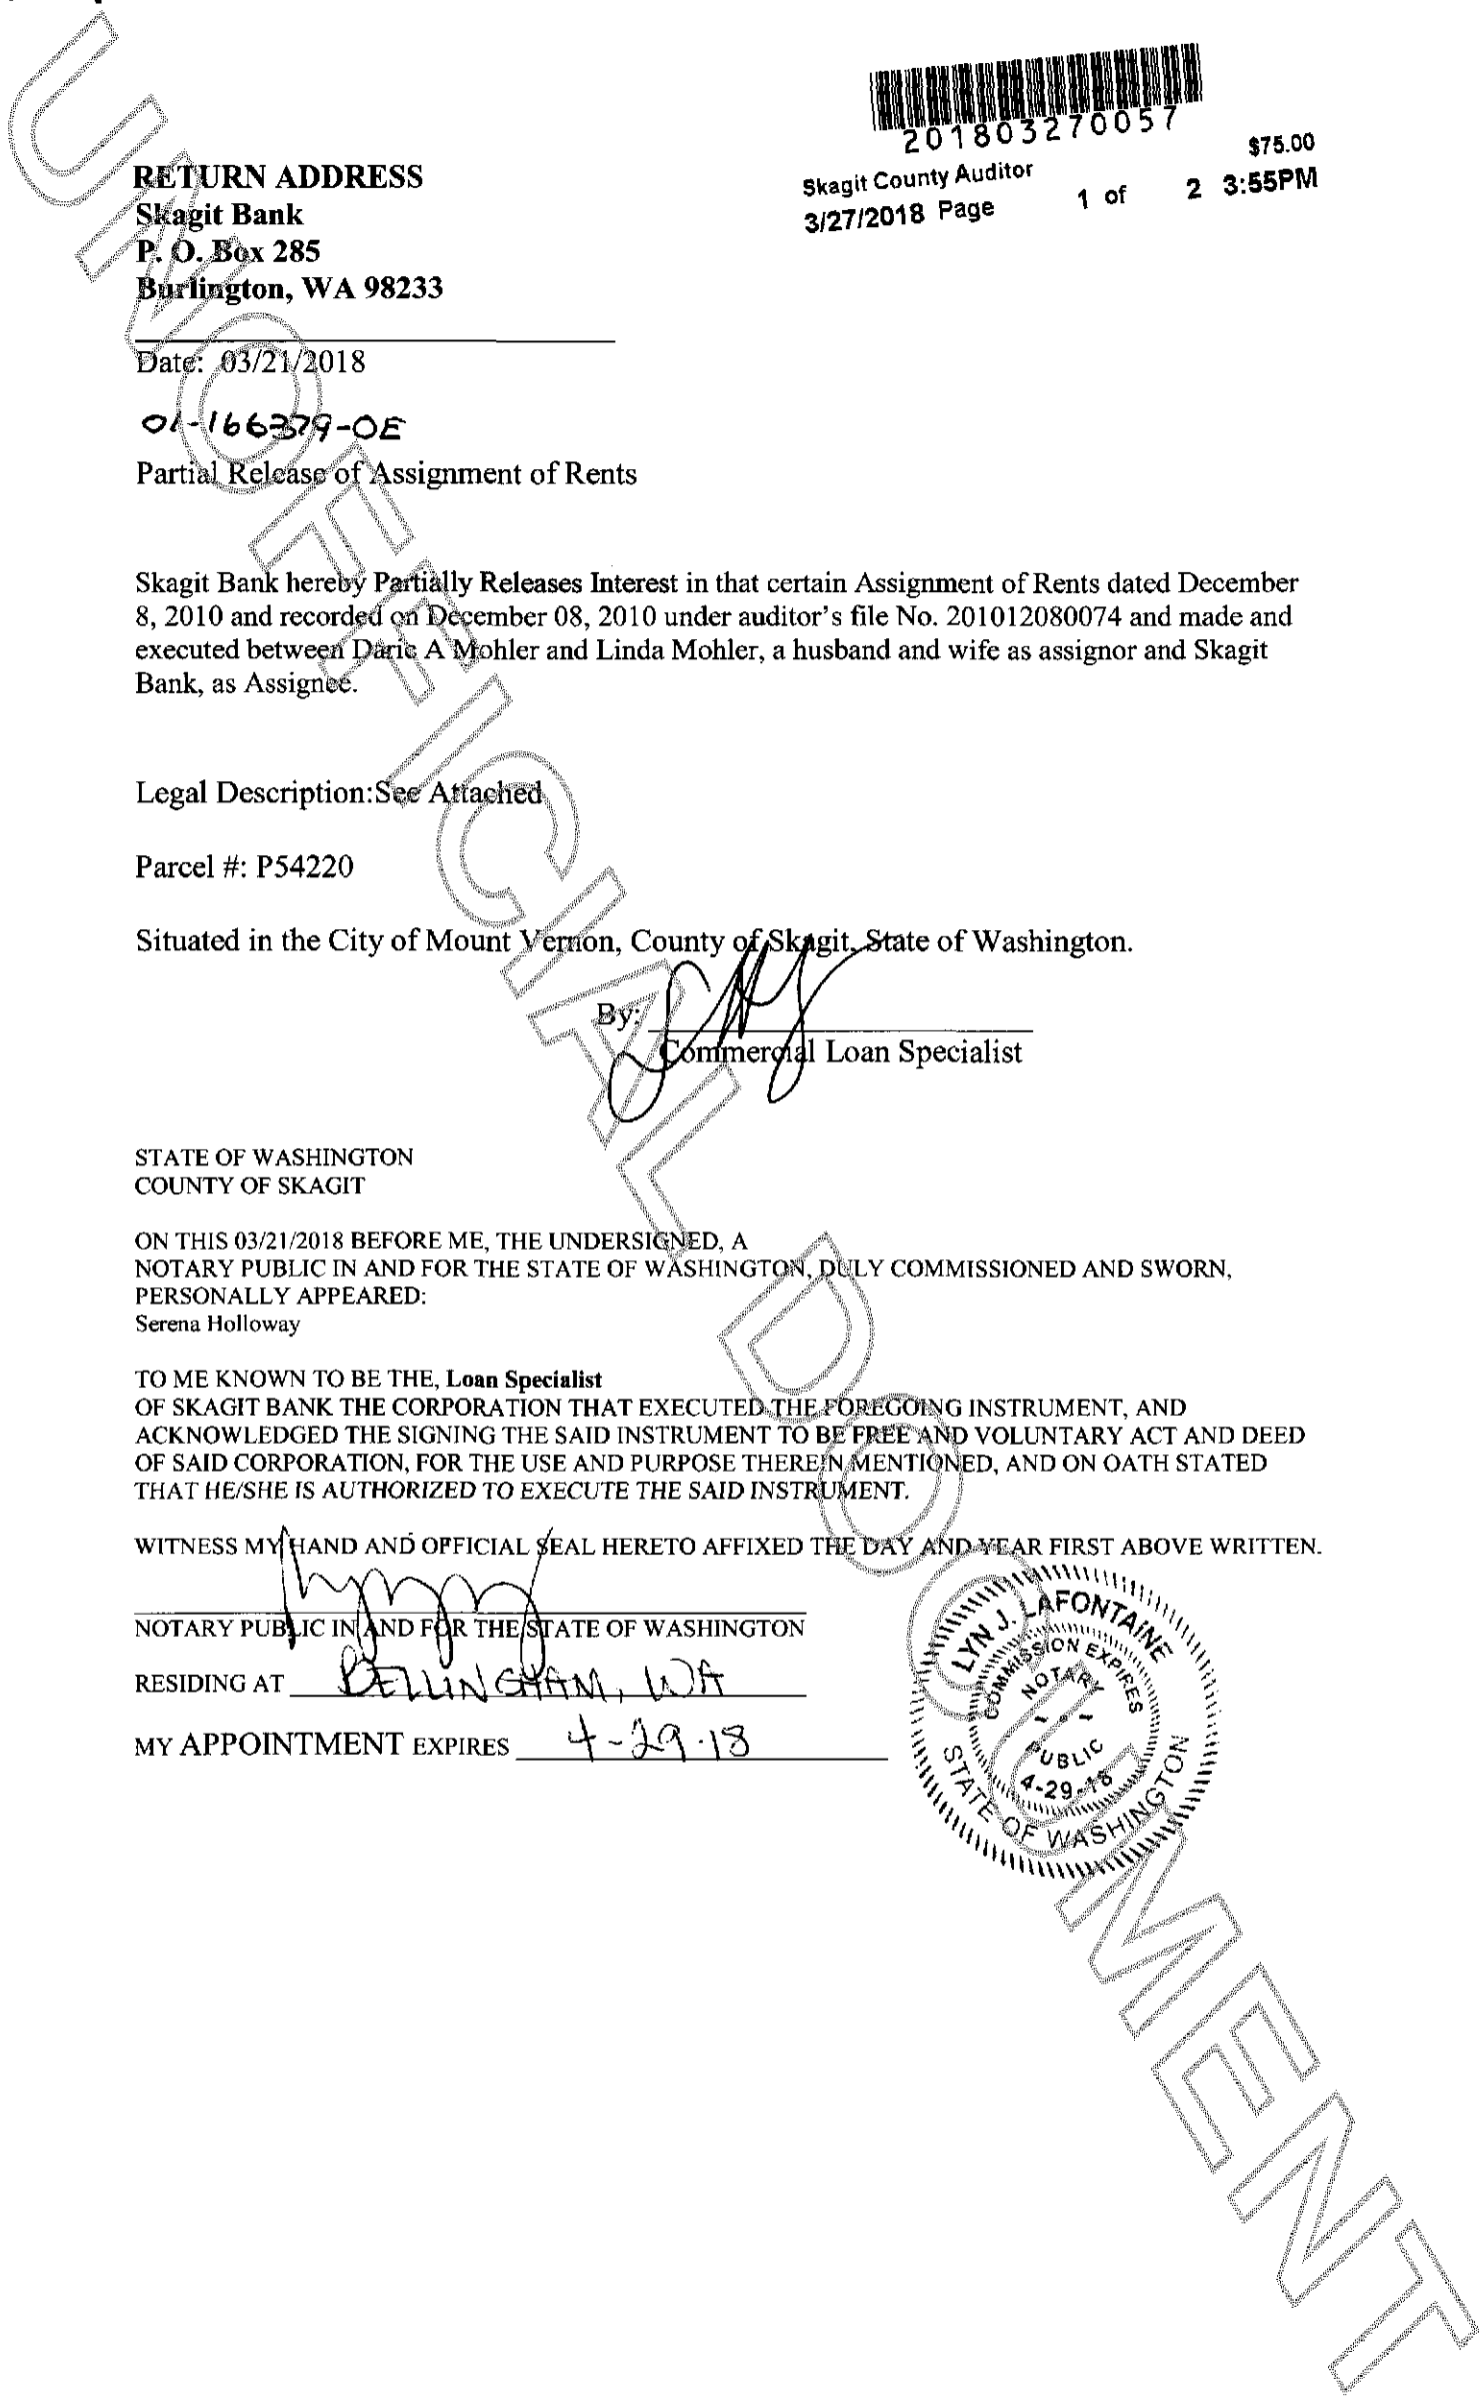 201803270057
$75.00
Skagit County Auditor
3/27/2018 Page 1 of 2 3:55PM
RETURN ADDRESS
Skagit Bank
P. O. Box 285
Burlington, WA 98233
Date: 03/21/2018
01-166379-OE
Partial Release of Assignment of Rents
Skagit Bank hereby Partially Releases Interest in that certain Assignment of Rents dated December
8, 2010 and recorded on December 08, 2010 under auditor's file No. 201012080074 and made and
executed between Daric A Mohler and Linda Mohler, a husband and wife as assignor and Skagit
Bank, as Assignee.
Legal Description:See Attached
Parcel #: P54220
Situated in the City of Mount Vernon, County of Skagit, State of Washington.
By:
Commercial Loan Specialist
STATE OF WASHINGTON
COUNTY OF SKAGIT
ON THIS 03/21/2018 BEFORE ME, THE UNDERSIGNED, A
NOTARY PUBLIC IN AND FOR THE STATE OF WASHINGTON, DULY COMMISSIONED AND SWORN,
PERSONALLY APPEARED:
Serena Holloway
TO ME KNOWN TO BE THE, Loan Specialist
OF SKAGIT BANK THE CORPORATION THAT EXECUTED THE FOREGOING INSTRUMENT, AND
ACKNOWLEDGED THE SIGNING THE SAID INSTRUMENT TO BE FREE AND VOLUNTARY ACT AND DEED
OF SAID CORPORATION, FOR THE USE AND PURPOSE THEREIN MENTIONED, AND ON OATH STATED
THAT HE/SHE IS AUTHORIZED TO EXECUTE THE SAID INSTRUMENT.
WITNESS MY HAND AND OFFICIAL SEAL HERETO AFFIXED THE DAY AND YEAR FIRST ABOVE WRITTEN.
NOTARY PUBLIC IN AND FOR THE STATE OF WASHINGTON
RESIDING AT BELLINGHAM, WA
MY APPOINTMENT EXPIRES 4-29-18
LYN J. LAFONTAINE
COMMISSION EXPIRES
NOTARY
PUBLIC
4-29-18
STATE OF WASHINGTON
UNOFFICIAL DOCUMENT